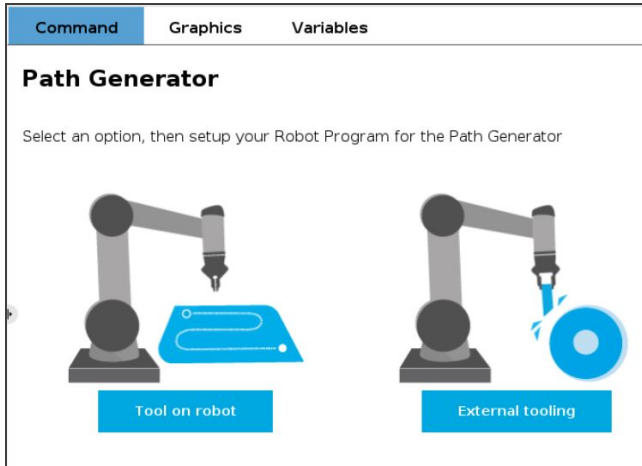 Command Graphics Variables
Path Generator
Select an option, then setup your Robot Program for the Path Generator
Tool on robot External tooling